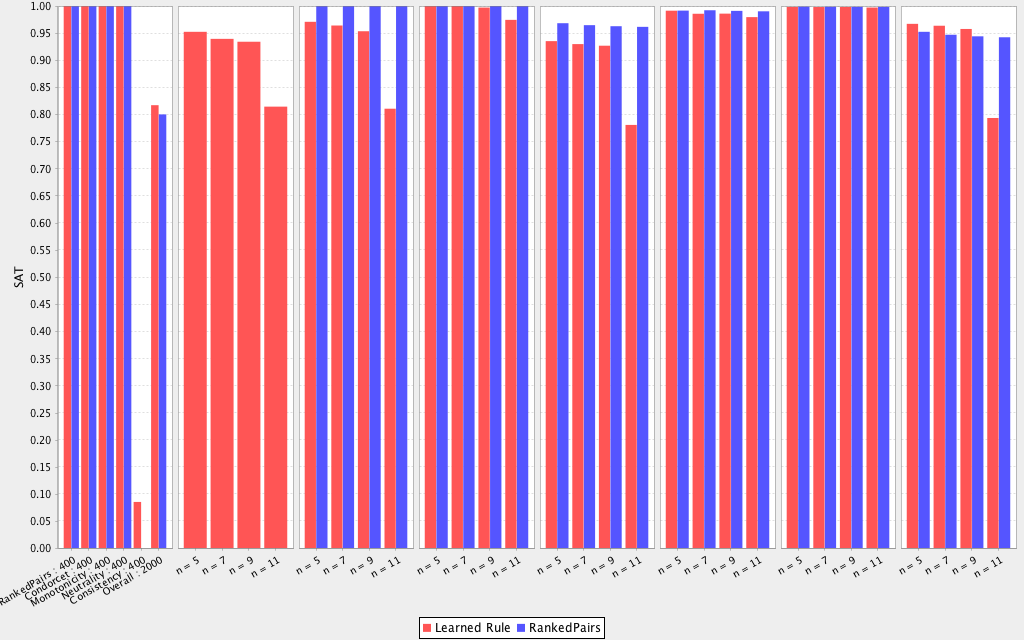 1.00
0.95
0.90
0.85
0.80
0.75
0.70
0.65
0.60
0.55
0.50
0.45
0.40
0.35
0.30
0.25
0.20
0.15
0.10
0.05
0.00
SAT
RankedPairs : 400
Condorcet : 400
Monotonicity : 400
Neutrality : 400
Consistency : 400
Overall : 2000
n = 5
n = 7
n = 9
n = 11
n = 5
n = 7
n = 9
n = 11
n = 5
n = 7
n = 9
n = 11
n = 5
n = 7
n = 9
n = 11
n = 5
n = 7
n = 9
n = 11
n = 5
n = 7
n = 9
n = 11
n = 5
n = 7
n = 9
n = 11
Learned Rule RankedPairs